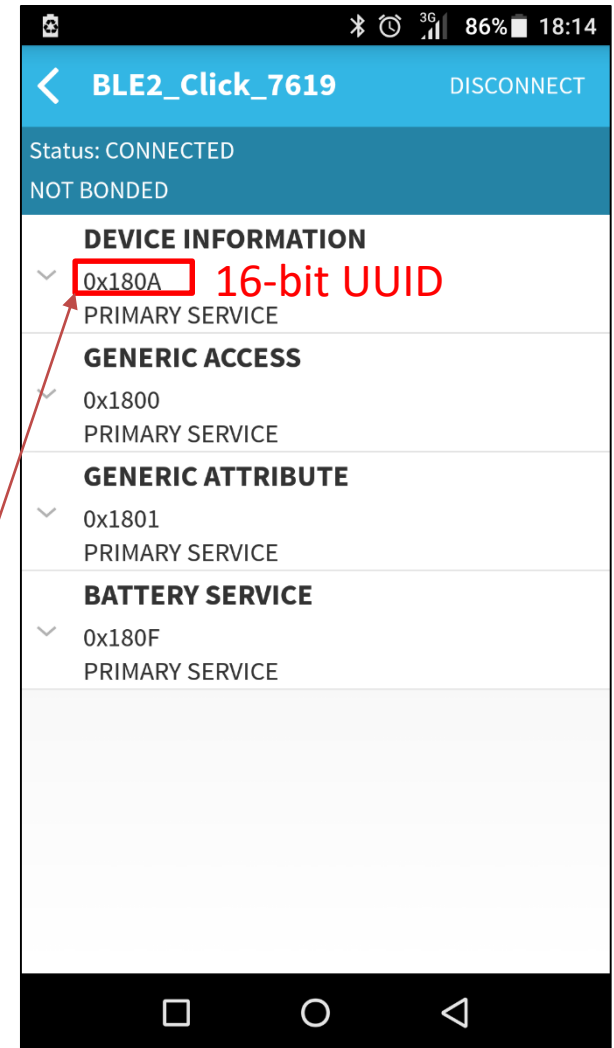 3G 86% 18:14
BLE2_Click_7619 DISCONNECT
Status: CONNECTED
NOT BONDED
DEVICE INFORMATION
0x180A 16-bit UUID
PRIMARY SERVICE
GENERIC ACCESS
0x1800
PRIMARY SERVICE
GENERIC ATTRIBUTE
0x1801
PRIMARY SERVICE
BATTERY SERVICE
0x180F
PRIMARY SERVICE